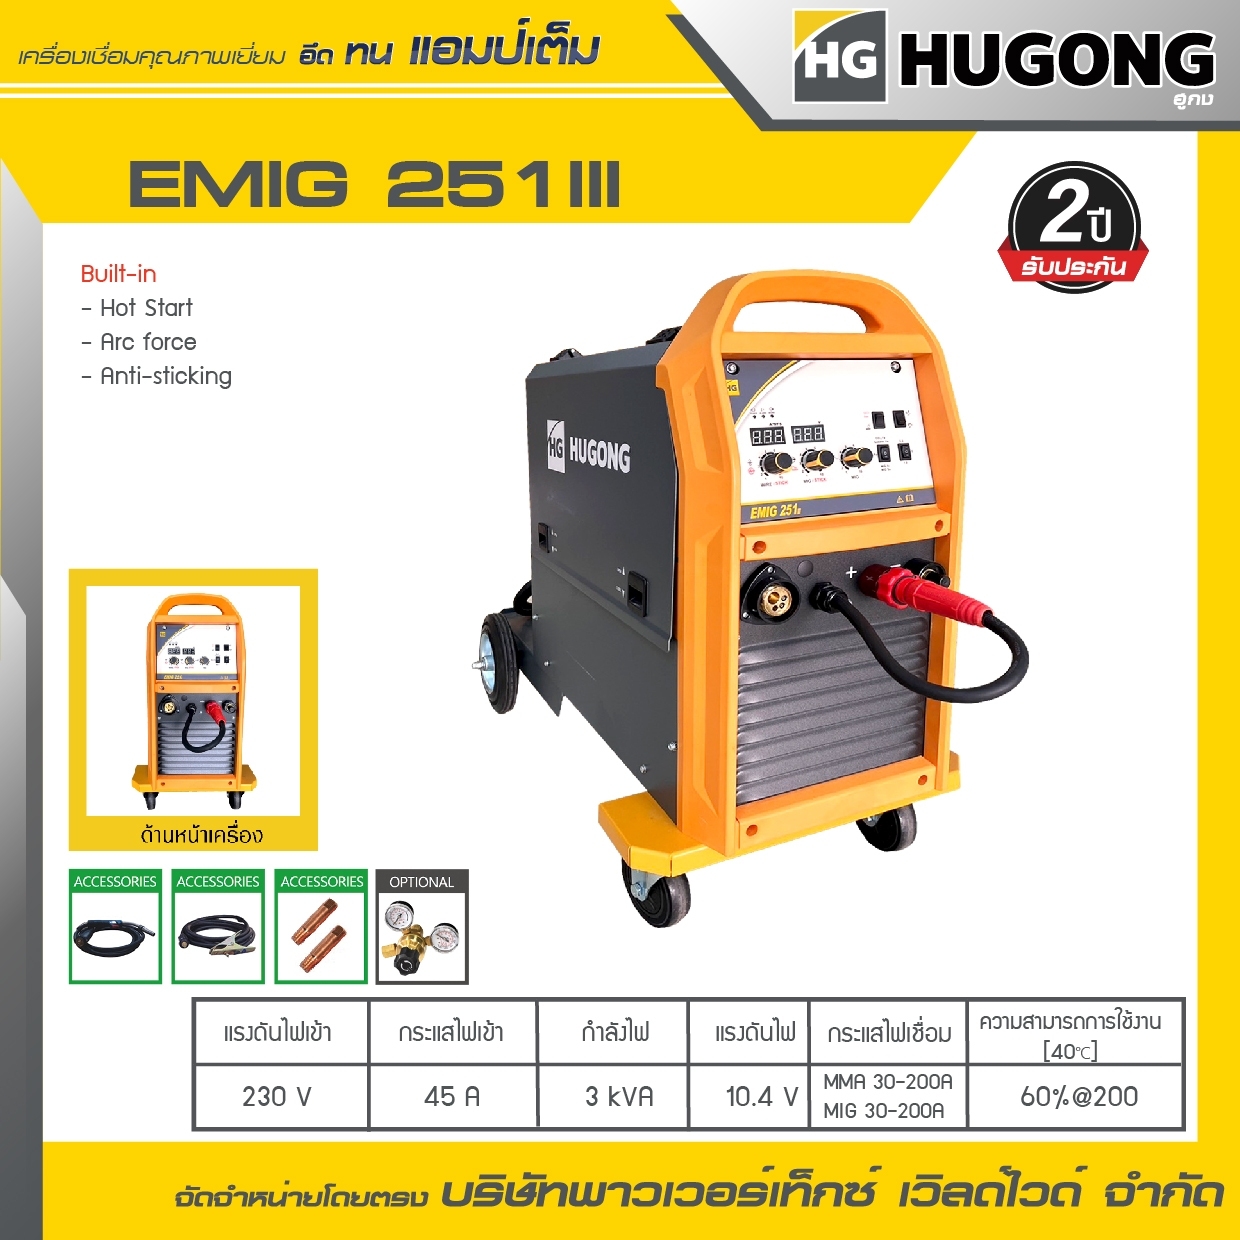 เครื่องเชื่อมคุณภาพเยี่ยม อึด ทน แอมป์เต็ม
HG HUGONG
ฮูกง
EMIG 251III
2 ปี
รับประกัน
Built-in
- Hot Start
- Arc force
- Anti-sticking
HG HUGONG
HG
EMIG 251
+
-
ด้านหน้าเครื่อง
ACCESSORIES
ACCESSORIES
ACCESSORIES
OPTIONAL
แรงดันไฟเข้า กระแสไฟเข้า กำลังไฟ แรงดันไฟ กระแสไฟเชื่อม ความสามารถการใช้งาน
[40°C]
230 V 45 A 3 kVA 10.4 V MMA 30-200A 60%@200
MIG 30-200A
จัดจำหน่ายโดยตรง บริษัทพาวเวอร์เท็กซ์ เวิลด์ไวด์ จำกัด